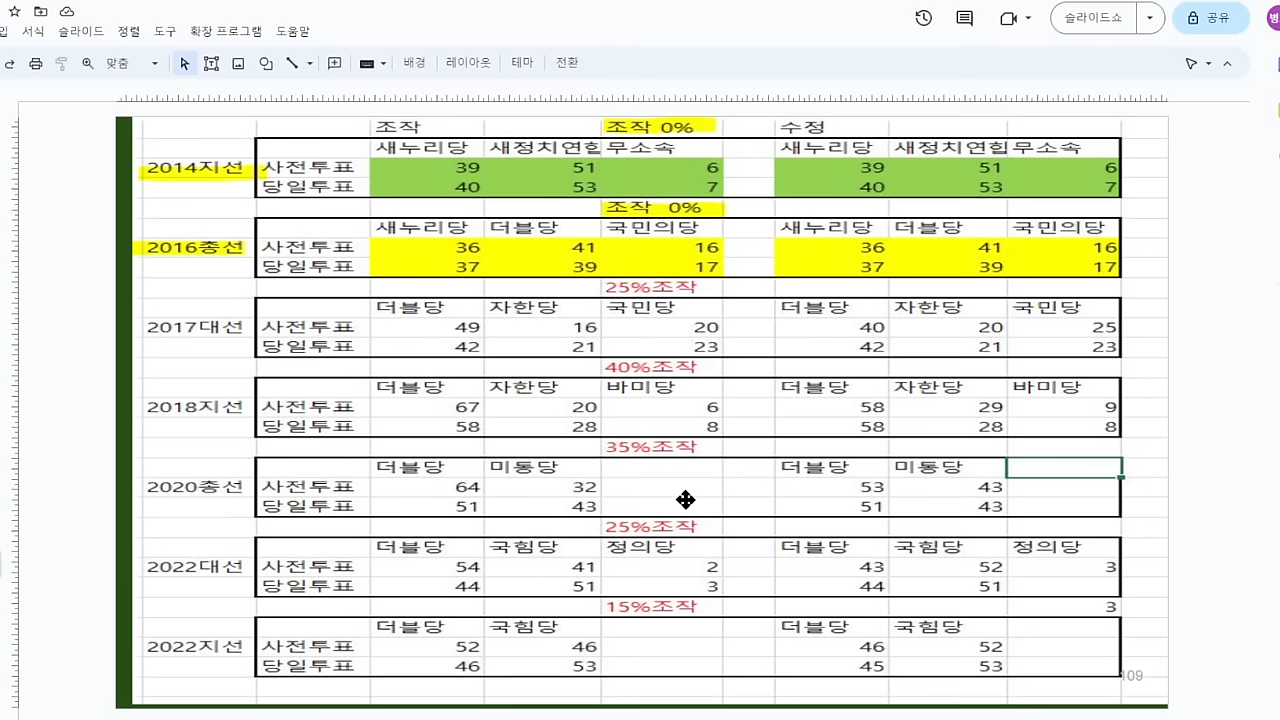 입 서식 슬라이드 정렬 도구 확장 프로그램 도움말
슬라이드쇼 공유
맞춤 배경 레이아웃 테마 전환
조작 조작 0% 수정
새누리당 새정치연합 무소속 새누리당 새정치연합 무소속
2014지선 사전투표 39 51 6 39 51 6
당일투표 40 53 7 40 53 7
조작 0%
새누리당 더블당 국민의당 새누리당 더블당 국민의당
2016총선 사전투표 36 41 16 36 41 16
당일투표 37 39 17 37 39 17
25%조작
더블당 자한당 국민당 더블당 자한당 국민당
2017대선 사전투표 49 16 20 40 20 25
당일투표 42 21 23 42 21 23
40%조작
더블당 자한당 바미당 더블당 자한당 바미당
2018지선 사전투표 67 20 6 58 29 9
당일투표 58 28 8 58 28 8
35%조작
더블당 미통당 더블당 미통당
2020총선 사전투표 64 32 53 43
당일투표 51 43 51 43
25%조작
더블당 국힘당 정의당 더블당 국힘당 정의당
2022대선 사전투표 54 41 2 43 52 3
당일투표 44 51 3 44 51
15%조작 3
더블당 국힘당 더블당 국힘당
2022지선 사전투표 52 46 46 52
당일투표 46 53 45 53
109